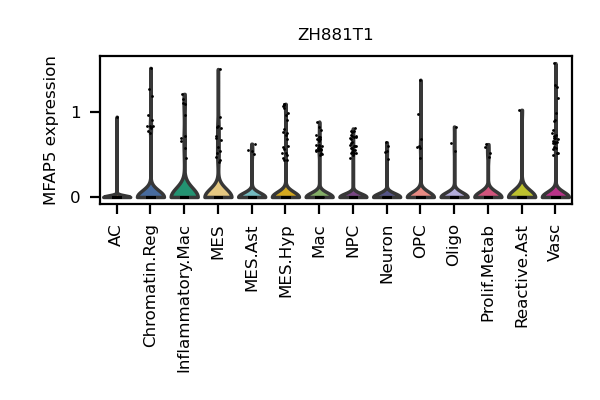 ZH881T1
MFAP5 expression
1
0
AC
Chromatin.Reg
Inflammatory.Mac
MES
MES.Ast
MES.Hyp
Mac
NPC
Neuron
OPC
Oligo
Prolif.Metab
Reactive.Ast
Vasc